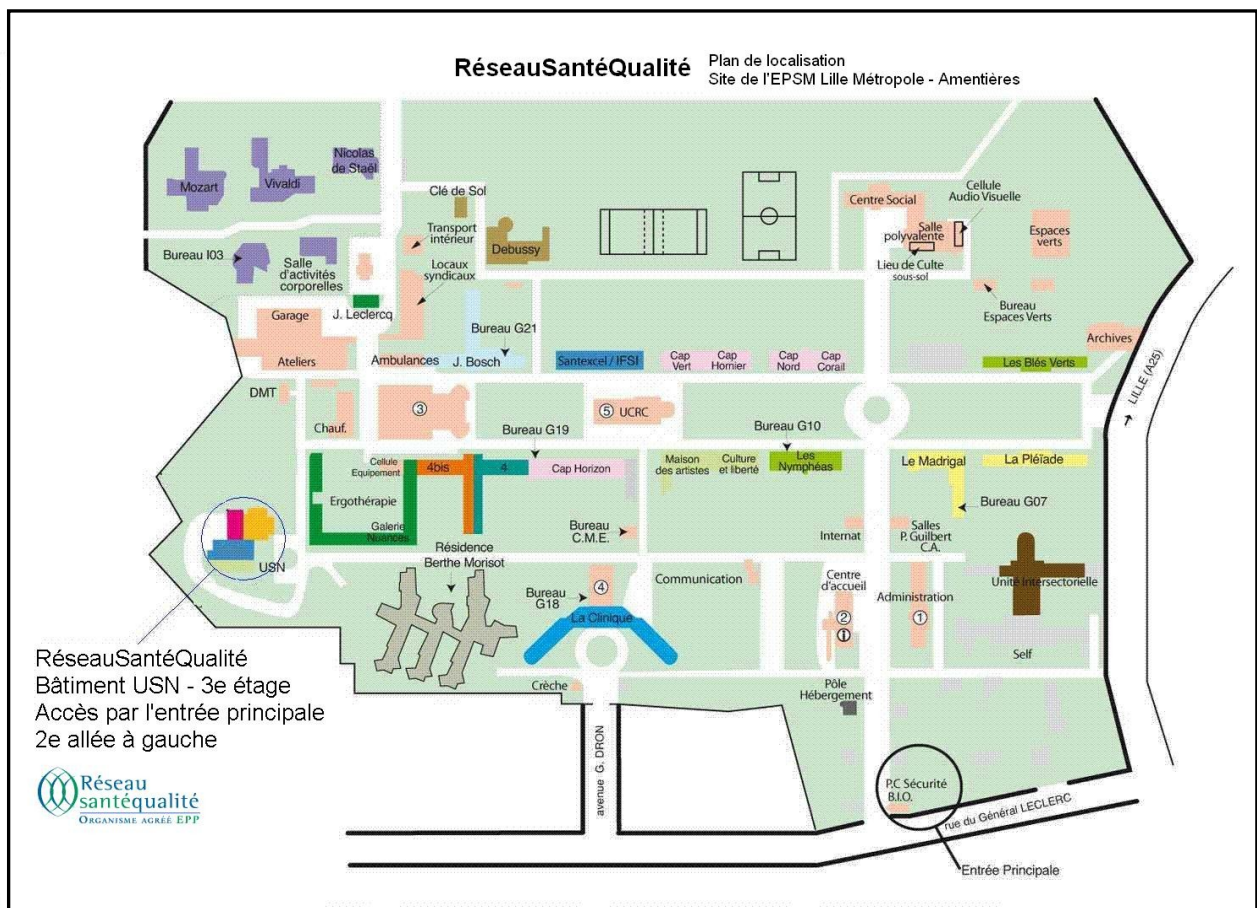 RéseauSantéQualité
Plan de localisation
Site de l'EPSM Lille Métropole - Amentières
Nicolas
de Staël
Mozart
Vivaldi
Clé de Sol
Transport
intérieur
Debussy
Centre Social
Cellule
Audio Visuelle
Salle
polyvalente
Espaces
verts
Lieu de Culte
sous-sol
Bureau
Espaces Verts
Bureau I03
Salle
d'activités
corporelles
Locaux
syndicaux
J. Leclercq
Garage
Ateliers
Ambulances
J. Bosch
Bureau G21
Santexcel / IFSI
Cap
Vert
Cap
Hornier
Cap
Nord
Cap
Corail
Les Blés Verts
Archives
LILLE (A25)
DMT
Chauf.
3
5 UCRC
Bureau G19
Bureau G10
Cellule
Equipement
4bis
4
Cap Horizon
Maison
des artistes
Culture
et liberté
Les
Nymphéas
Le Madrigal
La Pléïade
Bureau G07
Ergothérapie
Galerie
Nuances
Bureau
C.M.E.
Internat
Salles
P. Guilbert
C.A.
USN
Résidence
Berthe Morisot
Bureau
G18
4
La Clinique
Communication
Centre
d'accueil
2
i
Administration
1
Unité Intersectorielle
Self
Crèche
Pôle
Hébergement
avenue G. DRON
P.C Sécurité
B.I.O.
rue du Général LECLERC
Entrée Principale
RéseauSantéQualité
Bâtiment USN - 3e étage
Accès par l'entrée principale
2e allée à gauche
Réseau
santéqualité
ORGANISME AGRÉÉ EPP